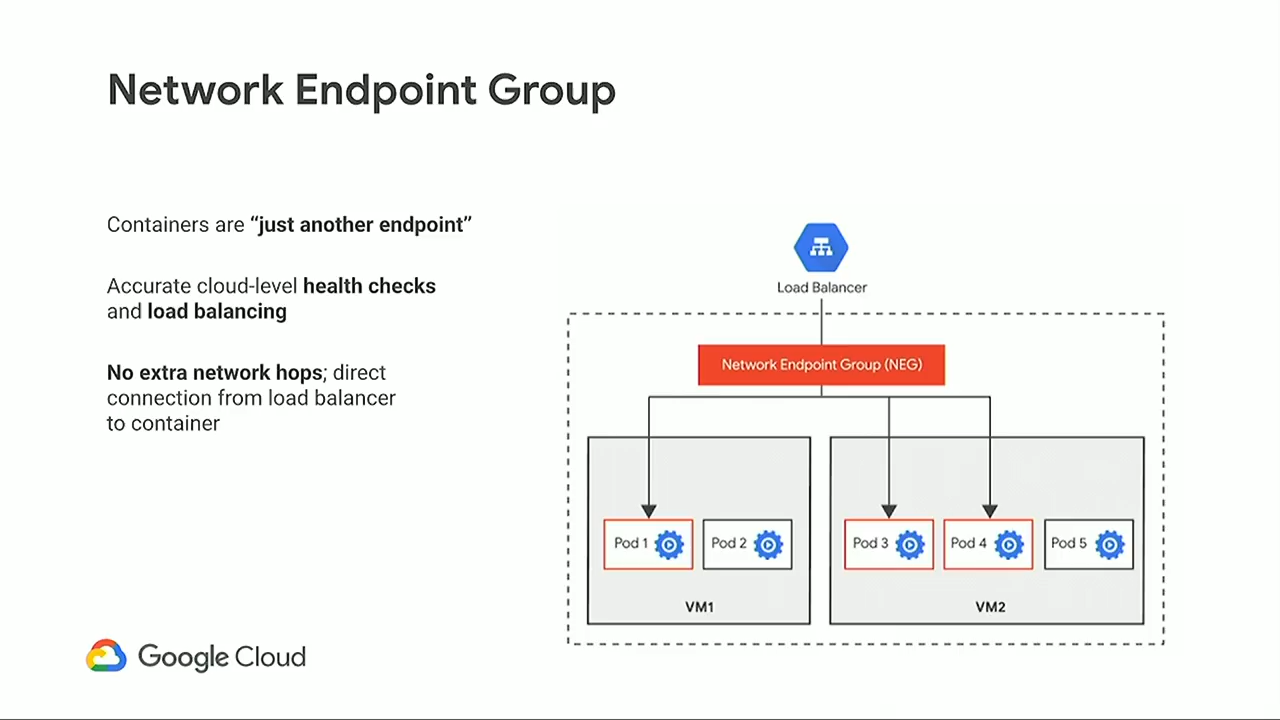 Network Endpoint Group
Containers are “just another endpoint”
Accurate cloud-level health checks
and load balancing
No extra network hops; direct
connection from load balancer
to container
Load Balancer
Network Endpoint Group (NEG)
Pod 1
Pod 2
Pod 3
Pod 4
Pod 5
VM1
VM2
Google Cloud